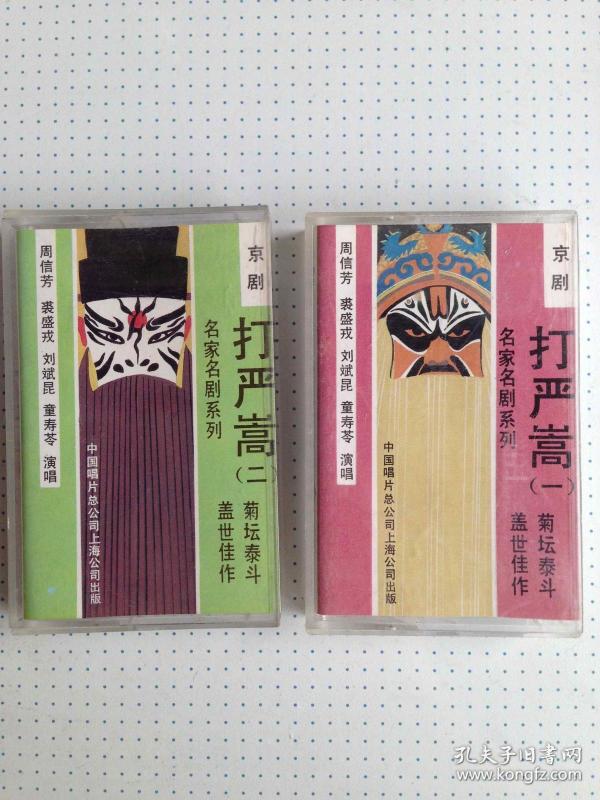 京剧
打严嵩(二)
名家名剧系列
菊坛泰斗
盖世佳作
周信芳 裘盛戎 刘斌昆 童寿苓 演唱
中国唱片总公司上海公司出版
京剧
打严嵩(一)
名家名剧系列
菊坛泰斗
盖世佳作
周信芳 裘盛戎 刘斌昆 童寿苓 演唱
中国唱片总公司上海公司出版
孔夫子旧书网
www.kongfz.com